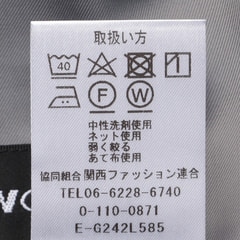 取扱い方
40
F W
中性洗剤使用
ネット使用
弱く絞る
あて布使用
協同組合 関西ファッション連合
TEL06-6228-6740
0-110-0871
E-G242L585